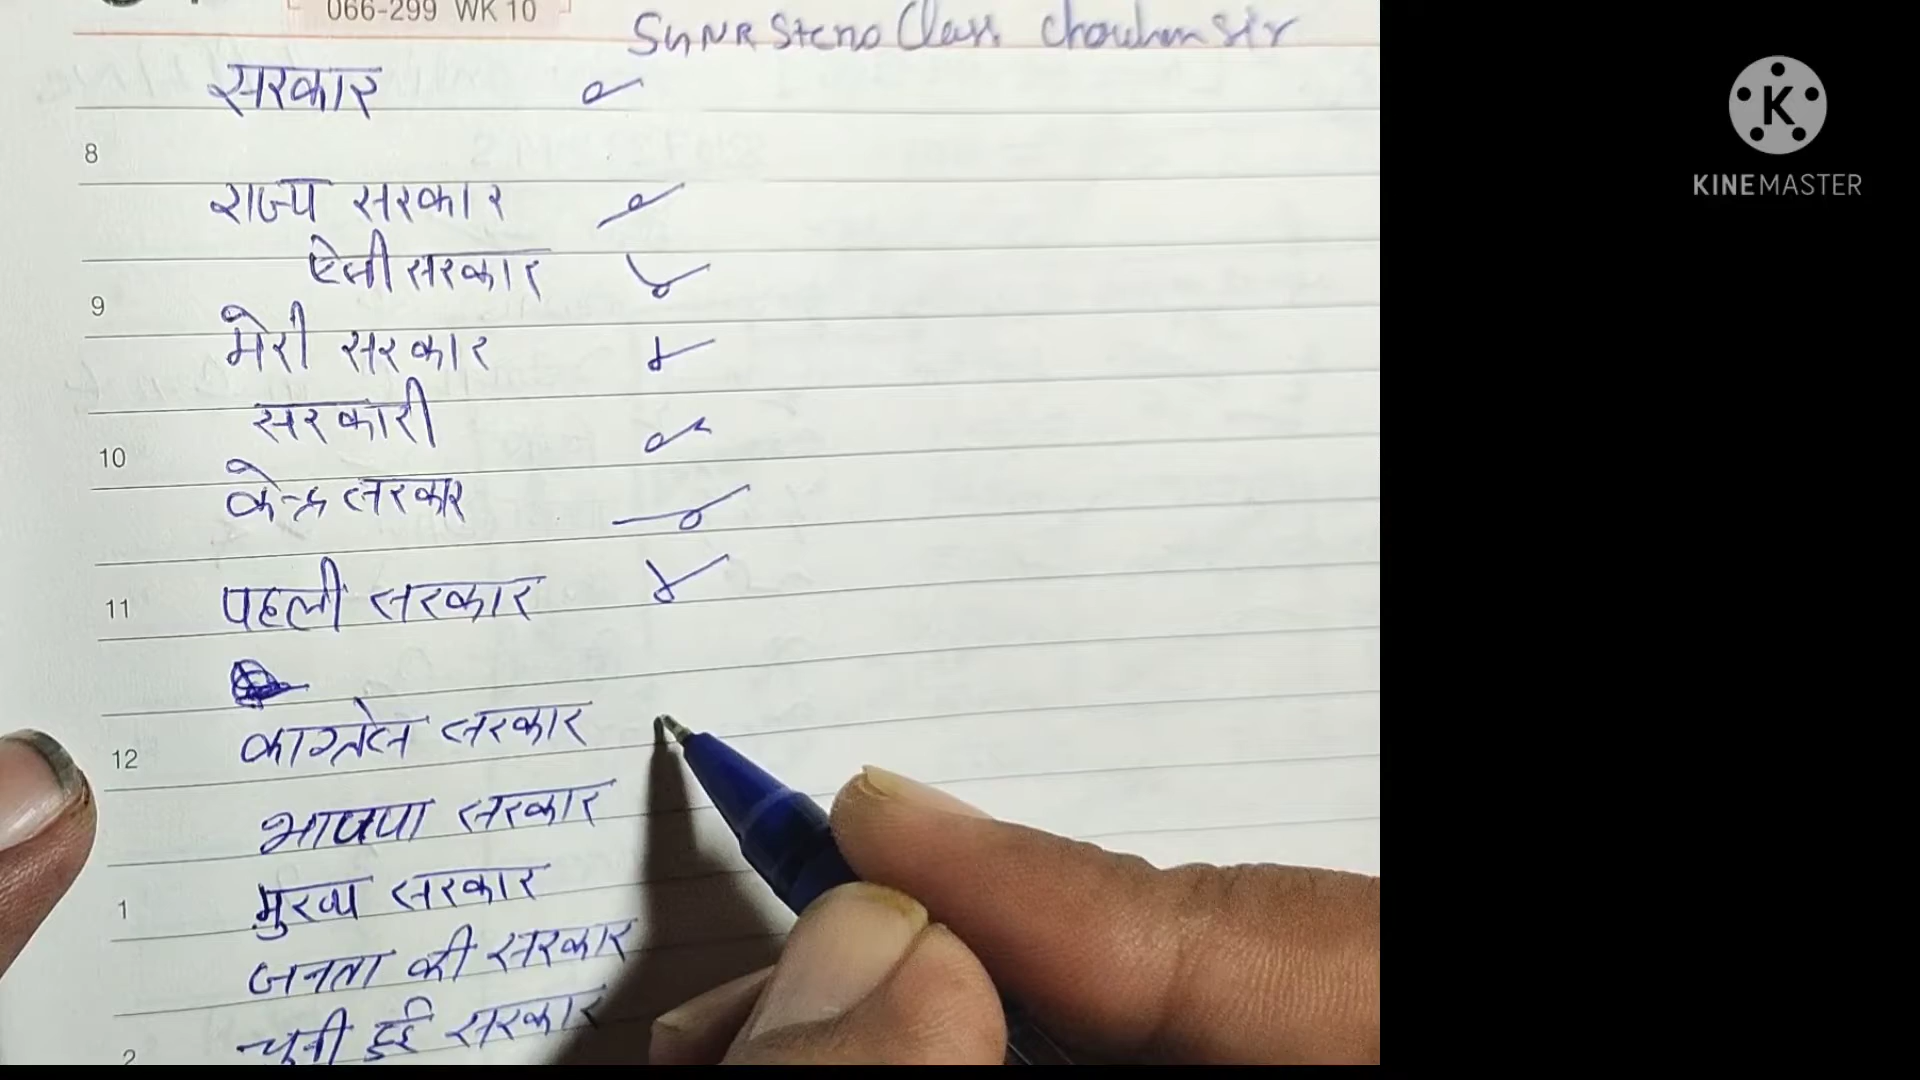 066-299 WK 10
SUNR Steno Class. Chouhan Sir
सरकार
8
राज्य सरकार
ऐसी सरकार
9
मेरी सरकार
सरकारी
10
केन्द्र सरकार
11
पहली सरकार
12
काग्रेस सरकार
भाजपा सरकार
1
मुख्य सरकार
जनता की सरकार
चुनी हुई सरकार
2
KINEMASTER